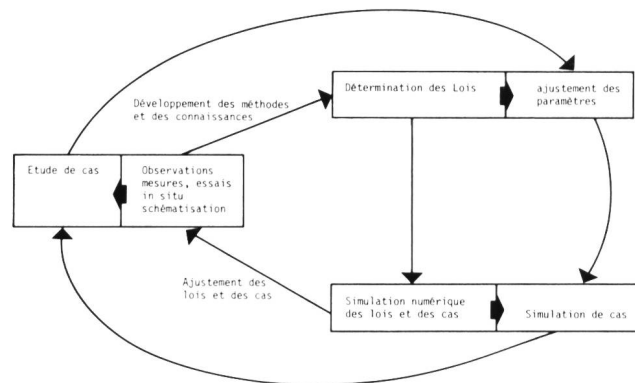 Détermination des Lois
ajustement des
paramètres
Développement des méthodes
et des connaissances
Etude de cas
Observations
mesures, essais
in situ
schématisation
Ajustement des
lois et des cas
Simulation numérique
des lois et des cas
Simulation de cas